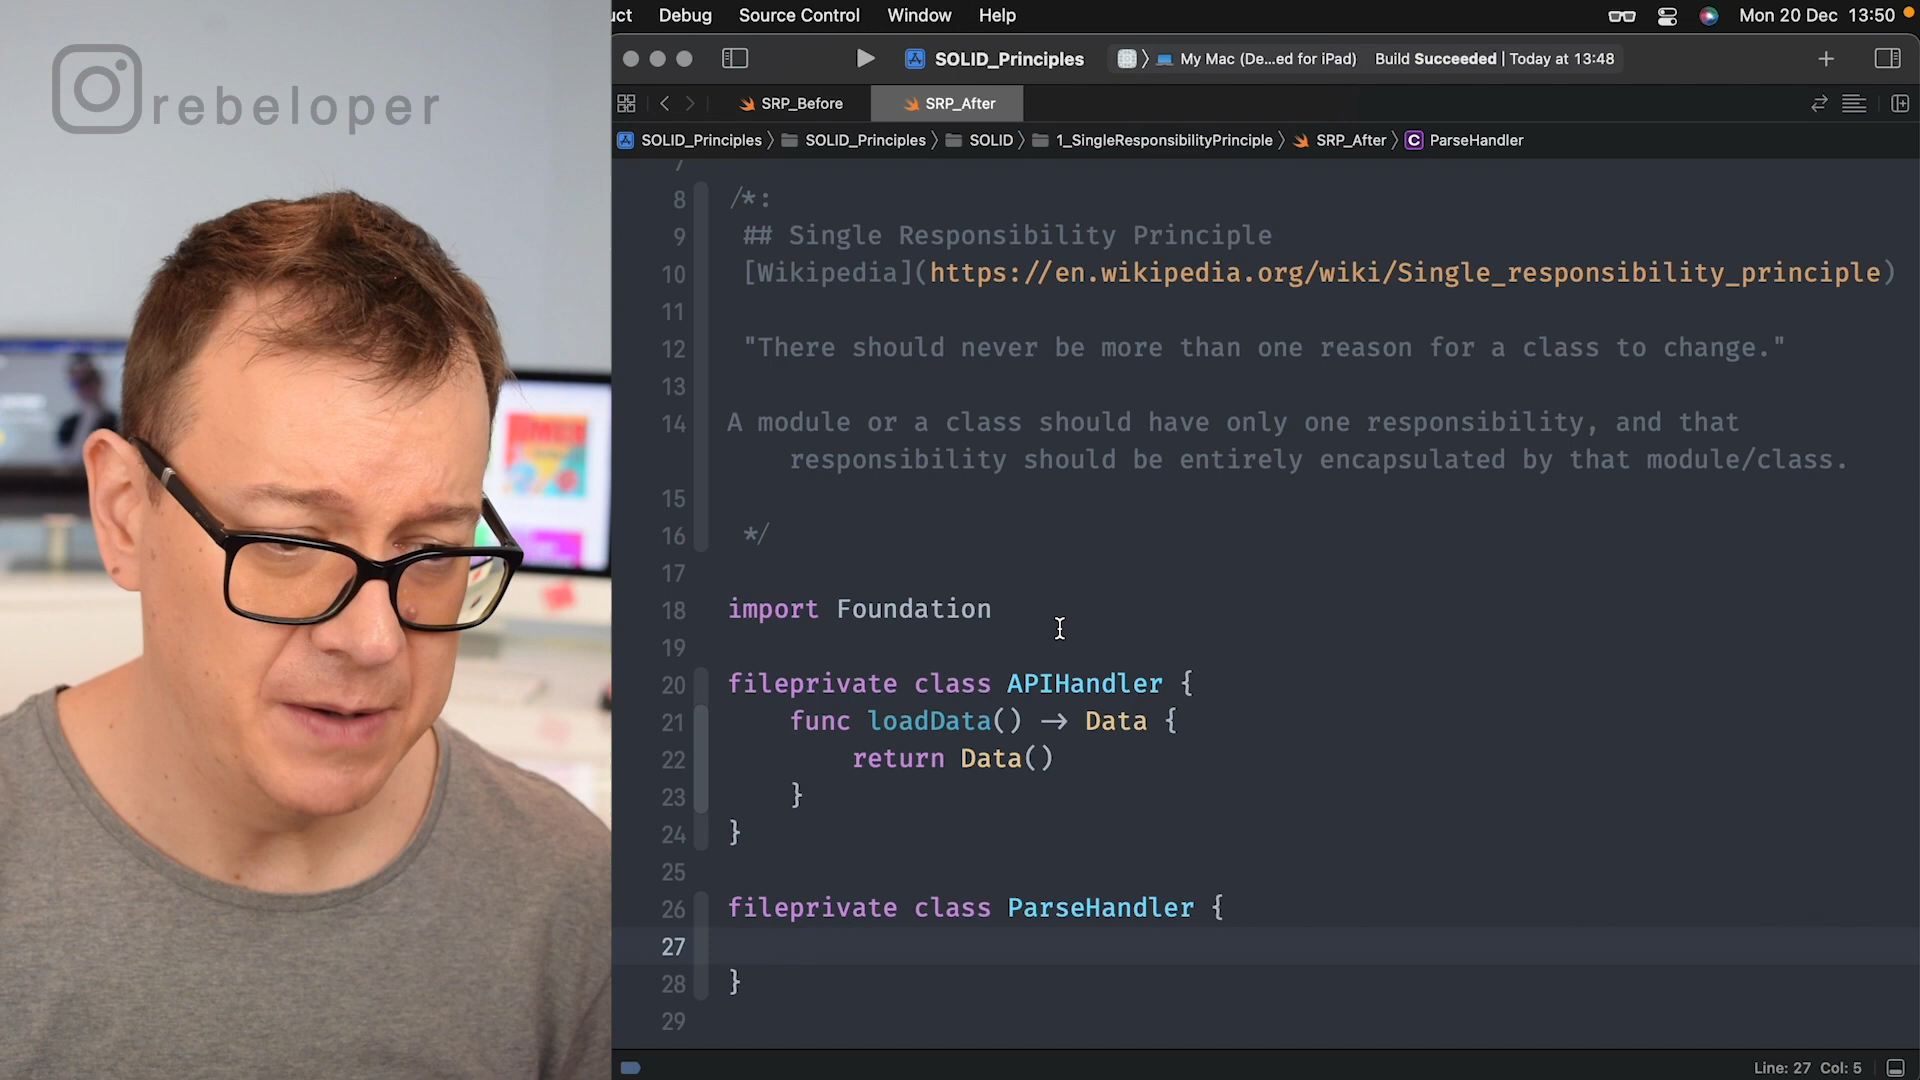 rebeloper
uct Debug Source Control Window Help Mon 20 Dec 13:50
SOLID_Principles My Mac (De...ed for iPad) Build Succeeded | Today at 13:48
SRP_Before SRP_After
SOLID_Principles SOLID_Principles SOLID 1_SingleResponsibilityPrinciple SRP_After C ParseHandler
7
8 /*:
9 ## Single Responsibility Principle
10 [Wikipedia](https://en.wikipedia.org/wiki/Single_responsibility_principle)
11
12 "There should never be more than one reason for a class to change."
13
14 A module or a class should have only one responsibility, and that
responsibility should be entirely encapsulated by that module/class.
15
16 */
17
18 import Foundation
19
20 fileprivate class APIHandler {
21 func loadData() → Data {
22 return Data()
23 }
24 }
25
26 fileprivate class ParseHandler {
27
28 }
29
Line: 27 Col: 5